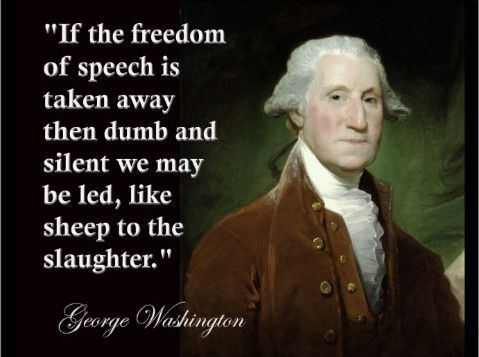 "If the freedom
of speech is
taken away
then dumb and
silent we may
be led, like
sheep to the
slaughter."
George Washington